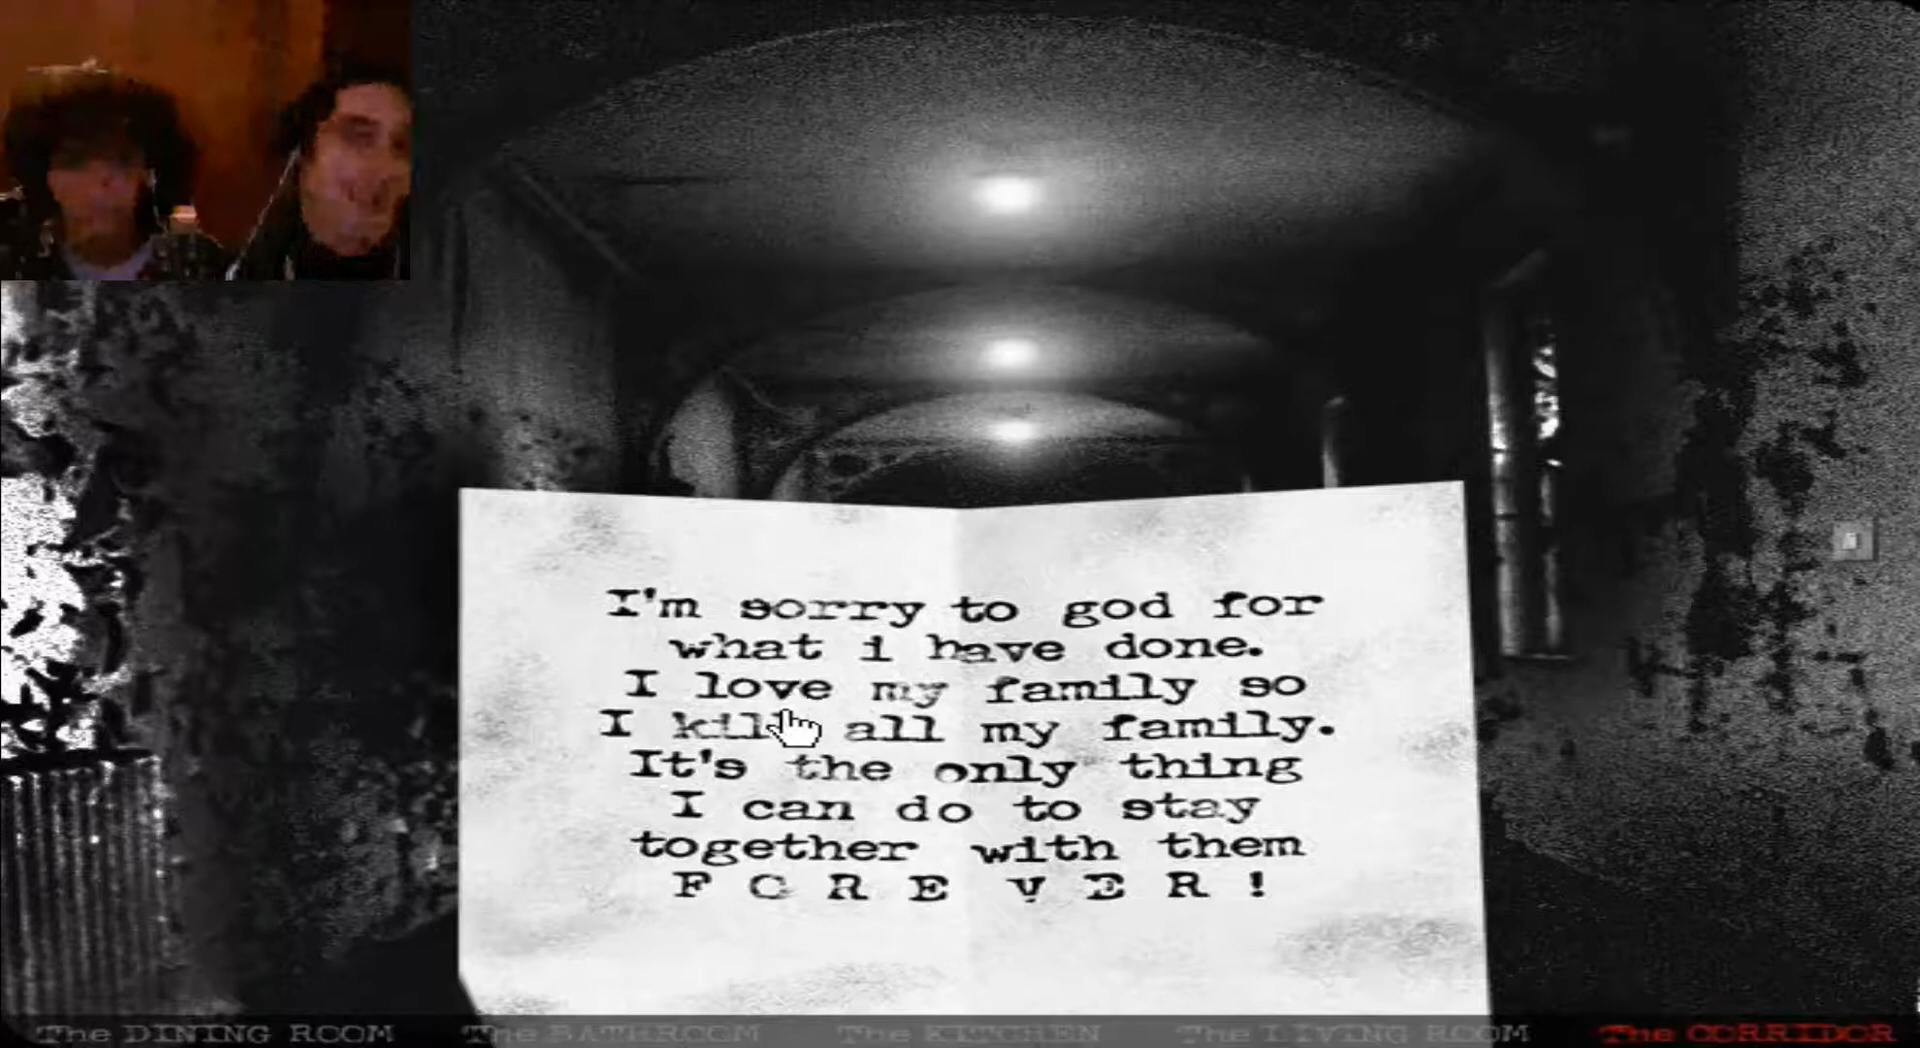 I'm sorry to god for
what i have done.
I love my family so
I kill all my family.
It's the only thing
I can do to stay
together with them
F O R E V E R !
The DINING ROOM The BATHROOM The KITCHEN The LIVING ROOM The CORRIDOR